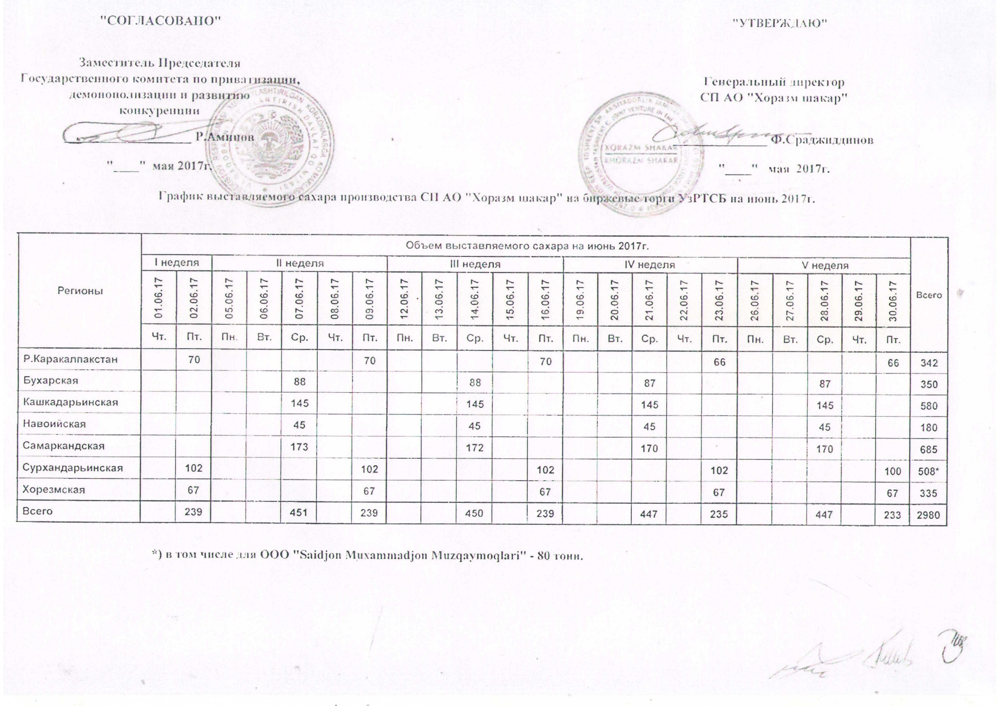 "СОГЛАСОВАНО"
"УТВЕРЖДАЮ"
Заместитель Председателя
Государственного комитета по приватизации,
демонополизации и развитию
конкуренции
Р.Аминов
"____" мая 2017г.
Генеральный директор
СП АО "Хоразм шакар"
XORAZM SHAKAR
KHORAZM SHAKAR
Ф.Сраджиддинов
"____" мая 2017г.
График выставляемого сахара производства СП АО "Хоразм шакар" на биржевые торги УзРТСБ на июнь 2017г.
Регионы Объем выставляемого сахара на июнь 2017г. Всего
I неделя II неделя III неделя IV неделя V неделя
01.06.17 02.06.17 05.06.17 06.06.17 07.06.17 08.06.17 09.06.17 12.06.17 13.06.17 14.06.17 15.06.17 16.06.17 19.06.17 20.06.17 21.06.17 22.06.17 23.06.17 26.06.17 27.06.17 28.06.17 29.06.17 30.06.17
Чт. Пт. Пн. Вт. Ср. Чт. Пт. Пн. Вт. Ср. Чт. Пт. Пн. Вт. Ср. Чт. Пт. Пн. Вт. Ср. Чт. Пт.
Р.Каракалпакстан 70 70 70 66 66 342
Бухарская 88 88 87 87 350
Кашкадарьинская 145 145 145 145 580
Навоийская 45 45 45 45 180
Самаркандская 173 172 170 170 685
Сурхандарьинская 102 102 102 102 100 508*
Хорезмская 67 67 67 67 67 335
Всего 239 451 239 450 239 447 235 447 233 2980
*) в том числе для ООО "Saidjon Muxammadjon Muzqaymoqlari" - 80 тонн.